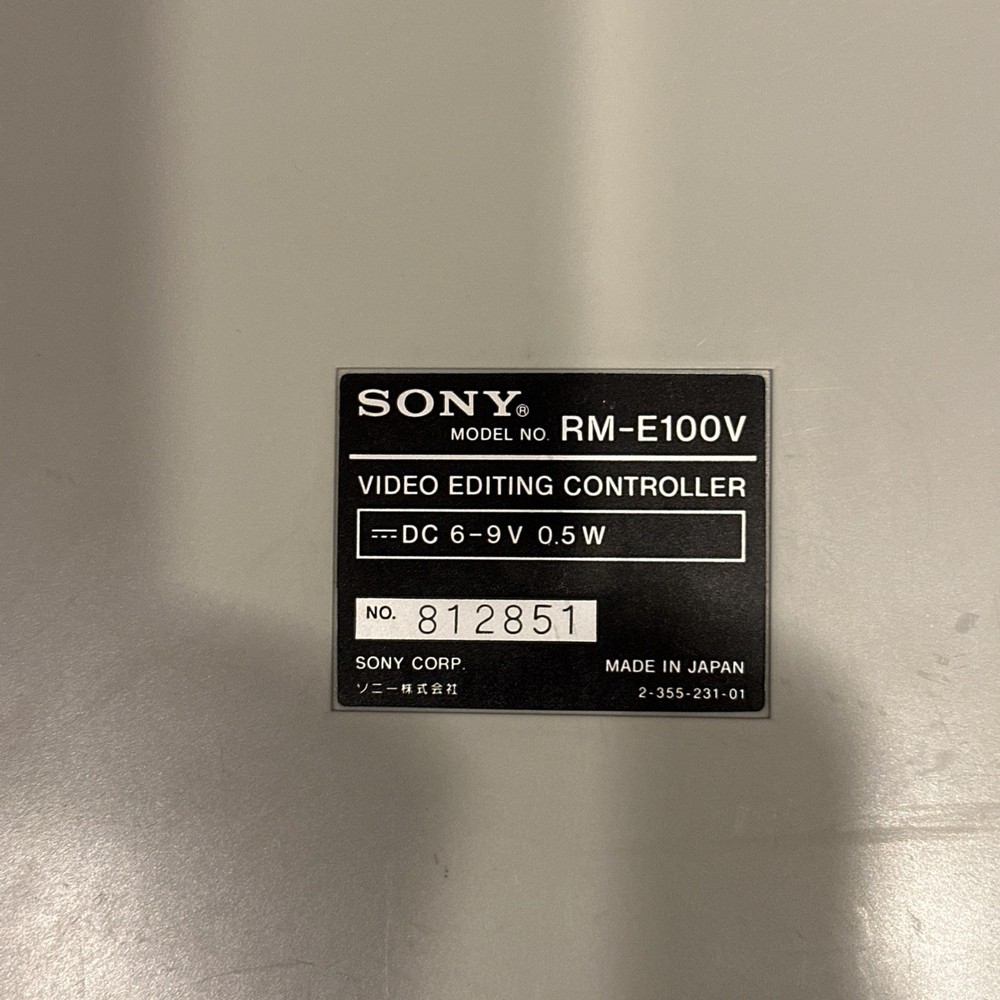 SONY®
MODEL NO. RM-E100V
VIDEO EDITING CONTROLLER
⎓DC 6-9V 0.5W
NO. 812851
SONY CORP. MADE IN JAPAN
ソニー株式会社 2-355-231-01